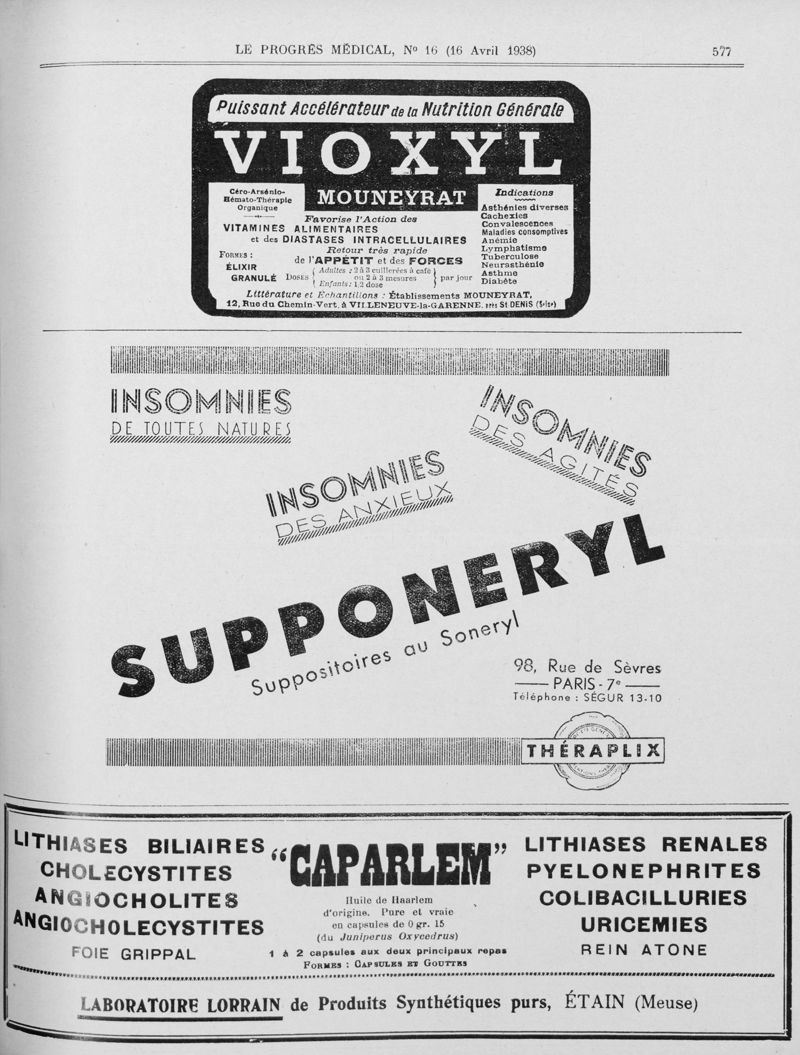 LE PROGRÈS MÉDICAL, Nº 16 (16 Avril 1938) 577
Puissant Accélérateur de la Nutrition Générale
VIOXYL
MOUNEYRAT
Céro-Arsénio-
Hémato-Thérapie
Organique
Favorise l'Action des
VITAMINES ALIMENTAIRES
et des DIASTASES INTRACELLULAIRES
Retour très rapide
de l'APPÉTIT et des FORCES
FORMES :
ÉLIXIR
GRANULÉ
DOSES
Adultes : 2 à 3 cuillerées à café
ou 2 à 3 mesures
Enfants : 1/2 dose
par jour
Indications
Asthénies diverses
Cachexies
Convalescences
Maladies consomptives
Anémie
Lymphatisme
Tuberculose
Neurasthénie
Asthme
Diabète
Littérature et Echantillons : Établissements MOUNEYRAT,
12, Rue du Chemin-Vert, à VILLENEUVE-la-GARENNE, près St-DENIS (Seine)
INSOMNIES
DE TOUTES NATURES
INSOMNIES
DES AGITÉS
INSOMNIES
DES ANXIEUX
SUPPONERYL
Suppositoires au Soneryl
98, Rue de Sèvres
PARIS - 7e
Téléphone : SÉGUR 13-10
THÉRAPLIX
LITHIASES BILIAIRES
CHOLECYSTITES
ANGIOCHOLITES
ANGIOCHOLECYSTITES
FOIE GRIPPAL
"CAPARLEM"
Huile de Haarlem
d'origine. Pure et vraie
en capsules de 0 gr. 15
(du Juniperus Oxycedrus)
1 à 2 capsules aux deux principaux repas
FORMES : CAPSULES ET GOUTTES
LITHIASES RENALES
PYELONEPHRITES
COLIBACILLURIES
URICEMIES
REIN ATONE
LABORATOIRE LORRAIN de Produits Synthétiques purs, ÉTAIN (Meuse)